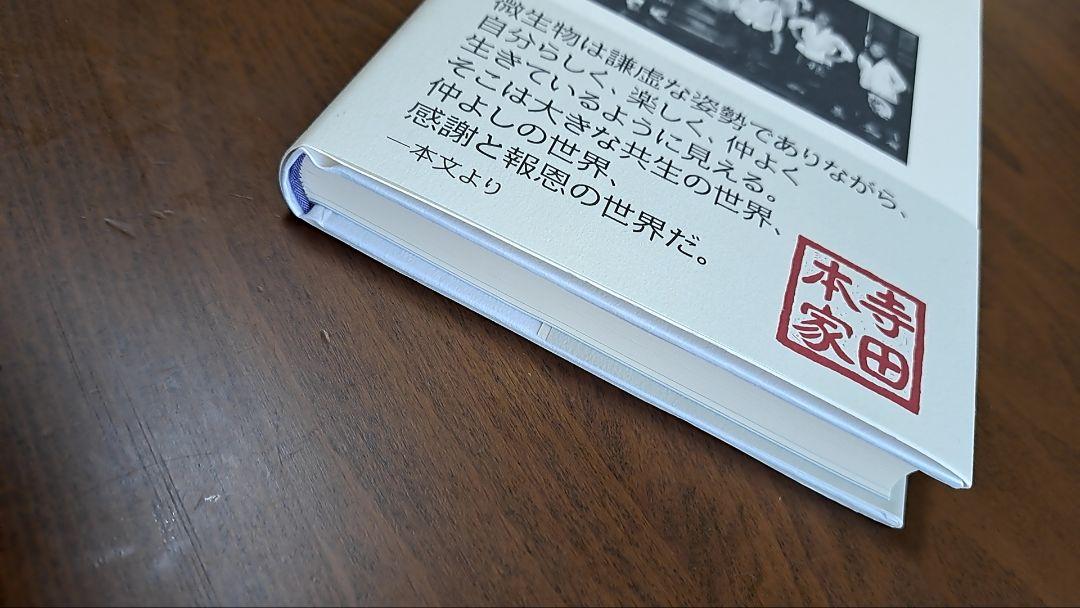 微生物は謙虚な姿勢でありながら、
自分らしく、楽しく、仲よく
生きているように見える。
そこは大きな共生の世界、
仲よしの世界、
感謝と報恩の世界だ。
—本文より
寺田
本家